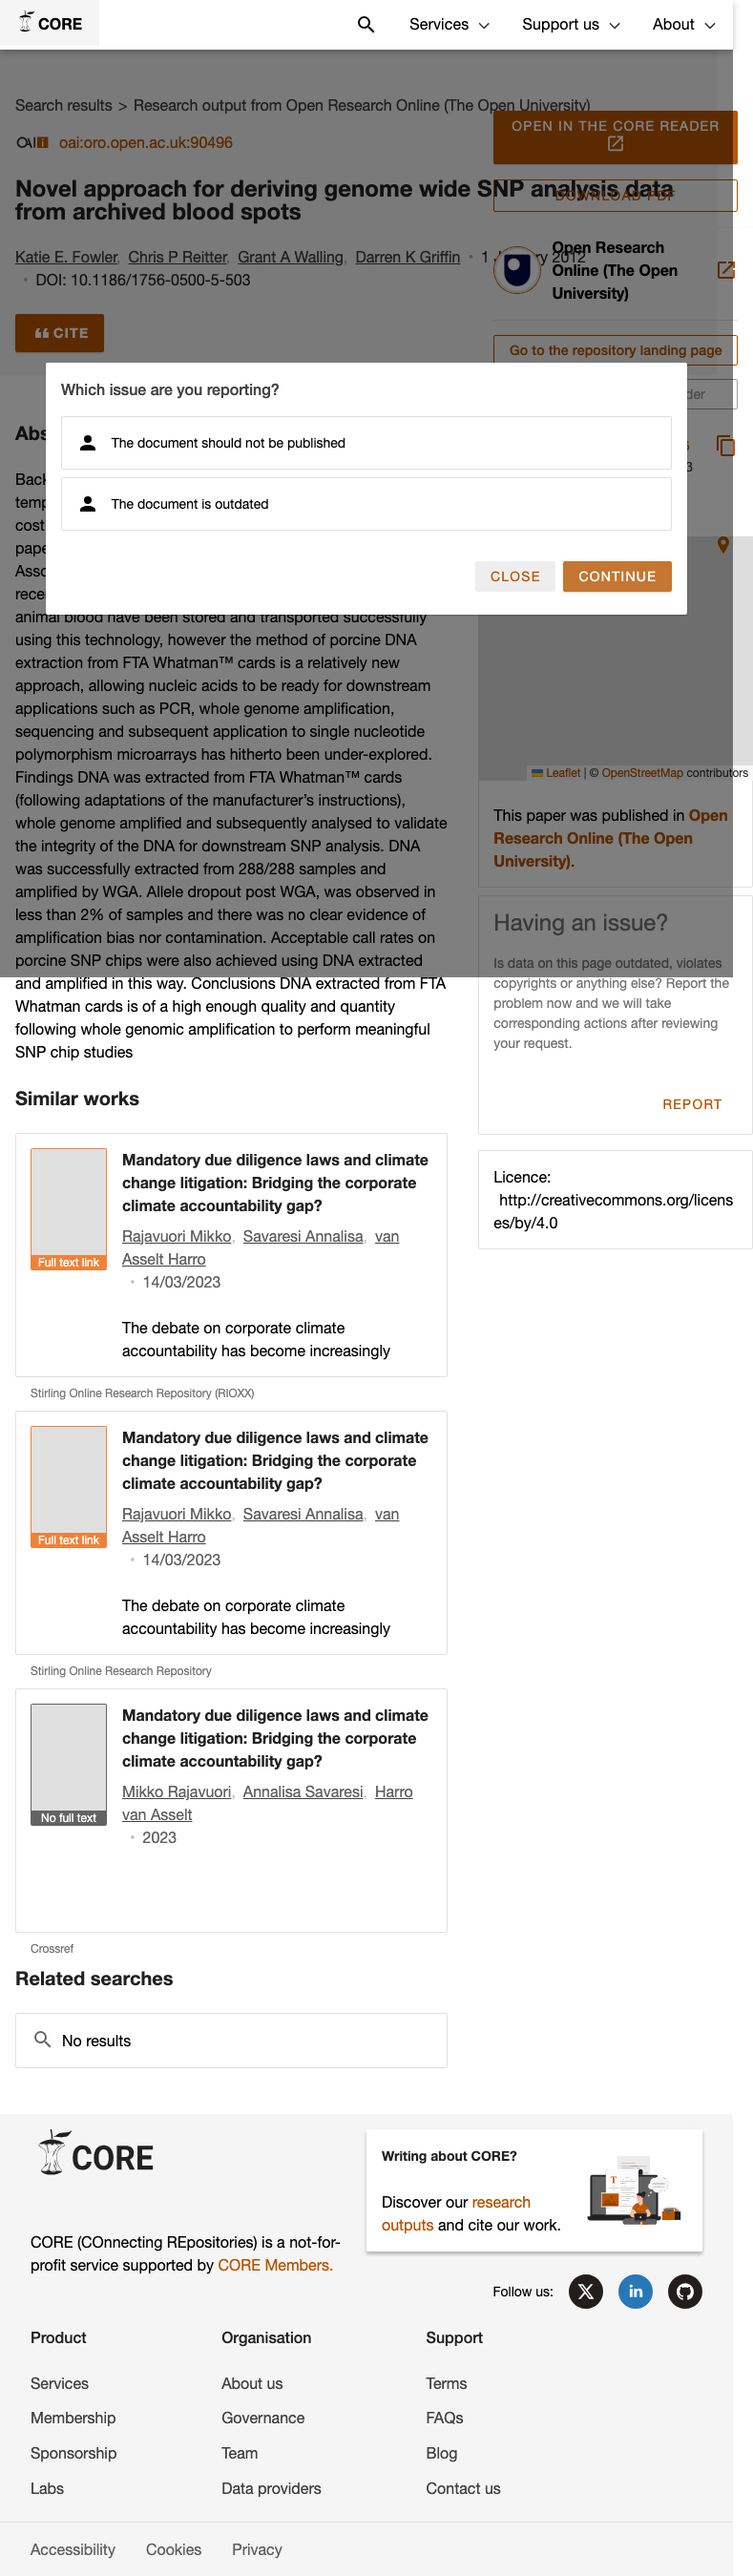 CORE
Services
Support us
About
Search results > Research output from Open Research Online (The Open University)
OAI
oai:oro.open.ac.uk:90496
Novel approach for deriving genome wide SNP analysis data
from archived blood spots
Katie E. Fowler, Chris P Reitter, Grant A Walling, Darren K Griffin • 1 January 2012
• DOI: 10.1186/1756-0500-5-503
CITE
OPEN IN THE CORE READER
DOWNLOAD PDF
Open Research
Online (The Open
University)
Go to the repository landing page
der
3
Which issue are you reporting?
The document should not be published
The document is outdated
CLOSE
CONTINUE
Abs
Back
temp
cost
pape
Asso
rece
animal blood have been stored and transported successfully
using this technology, however the method of porcine DNA
extraction from FTA Whatman™ cards is a relatively new
approach, allowing nucleic acids to be ready for downstream
applications such as PCR, whole genome amplification,
sequencing and subsequent application to single nucleotide
polymorphism microarrays has hitherto been under-explored.
Findings DNA was extracted from FTA Whatman™ cards
(following adaptations of the manufacturer’s instructions),
whole genome amplified and subsequently analysed to validate
the integrity of the DNA for downstream SNP analysis. DNA
was successfully extracted from 288/288 samples and
amplified by WGA. Allele dropout post WGA, was observed in
less than 2% of samples and there was no clear evidence of
amplification bias nor contamination. Acceptable call rates on
porcine SNP chips were also achieved using DNA extracted
and amplified in this way. Conclusions DNA extracted from FTA
Whatman cards is of a high enough quality and quantity
following whole genomic amplification to perform meaningful
SNP chip studies
Leaflet | © OpenStreetMap contributors
This paper was published in Open
Research Online (The Open
University).
Having an issue?
Is data on this page outdated, violates
copyrights or anything else? Report the
problem now and we will take
corresponding actions after reviewing
your request.
REPORT
Licence:
http://creativecommons.org/licens
es/by/4.0
Similar works
Full text link
Mandatory due diligence laws and climate
change litigation: Bridging the corporate
climate accountability gap?
Rajavuori Mikko, Savaresi Annalisa, van
Asselt Harro
• 14/03/2023
The debate on corporate climate
accountability has become increasingly
Stirling Online Research Repository (RIOXX)
Full text link
Mandatory due diligence laws and climate
change litigation: Bridging the corporate
climate accountability gap?
Rajavuori Mikko, Savaresi Annalisa, van
Asselt Harro
• 14/03/2023
The debate on corporate climate
accountability has become increasingly
Stirling Online Research Repository
No full text
Mandatory due diligence laws and climate
change litigation: Bridging the corporate
climate accountability gap?
Mikko Rajavuori, Annalisa Savaresi, Harro
van Asselt
• 2023
Crossref
Related searches
No results
CORE
CORE (COnnecting REpositories) is a not-for-
profit service supported by CORE Members.
Writing about CORE?
Discover our research
outputs and cite our work.
Follow us:
Product
Services
Membership
Sponsorship
Labs
Organisation
About us
Governance
Team
Data providers
Support
Terms
FAQs
Blog
Contact us
Accessibility
Cookies
Privacy